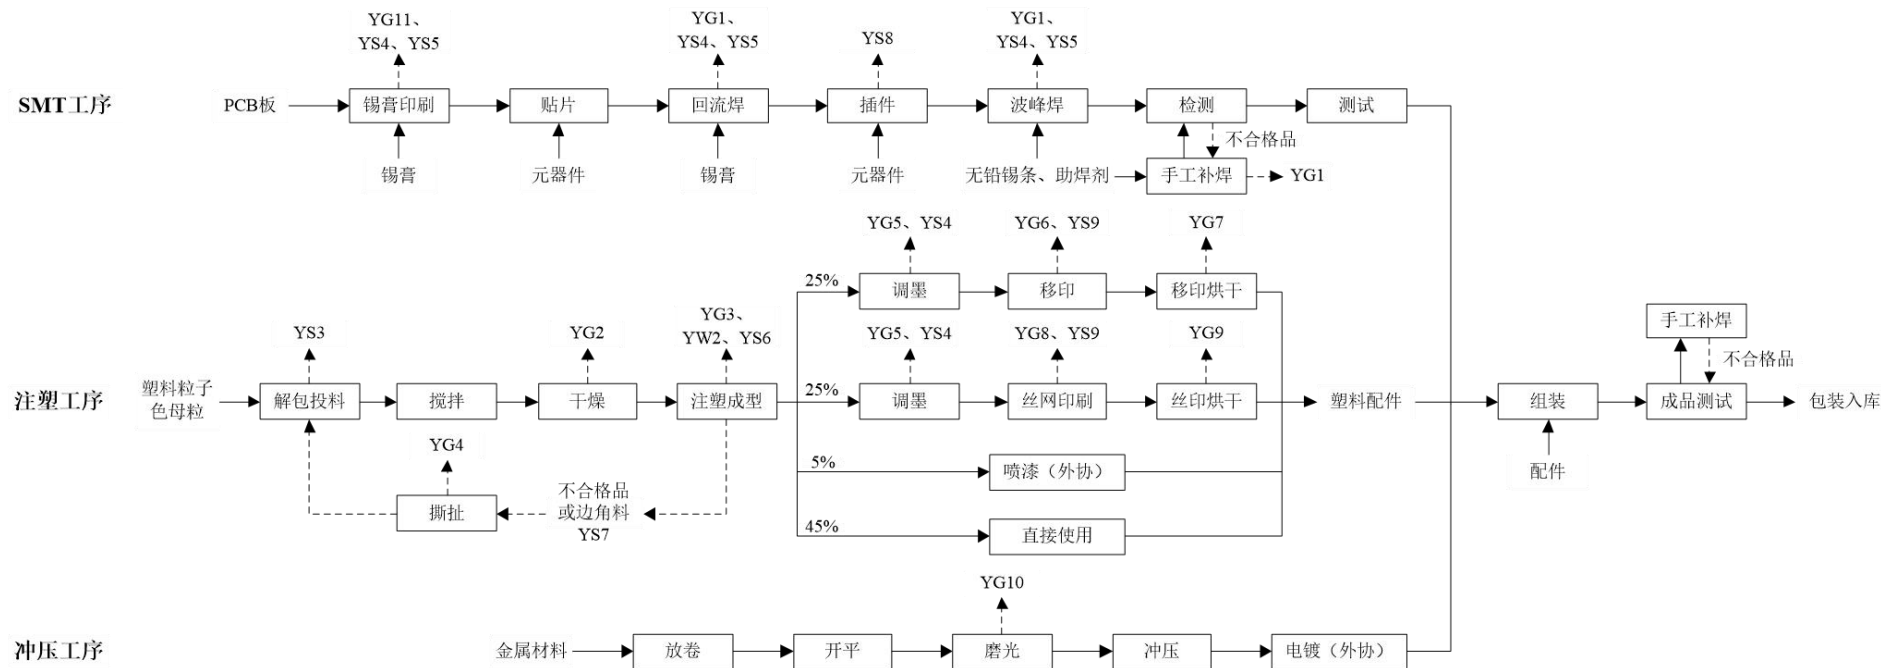 YG11、
YS4、YS5
YG1、
YS4、YS5
YS8
YG1、
YS4、YS5
SMT工序
PCB板
锡膏印刷
贴片
回流焊
插件
波峰焊
检测
测试
不合格品
锡膏
元器件
锡膏
元器件
无铅锡条、助焊剂
手工补焊
YG1
YG5、YS4
YG6、YS9
YG7
25%
调墨
移印
移印烘干
YS3
YG2
YG3、
YW2、YS6
YG5、YS4
YG8、YS9
YG9
手工补焊
不合格品
注塑工序
塑料粒子
色母粒
解包投料
搅拌
干燥
注塑成型
25%
调墨
丝网印刷
丝印烘干
塑料配件
组装
成品测试
包装入库
YG4
5%
喷漆（外协）
配件
撕扯
不合格品
或边角料
YS7
45%
直接使用
YG10
冲压工序
金属材料
放卷
开平
磨光
冲压
电镀（外协）